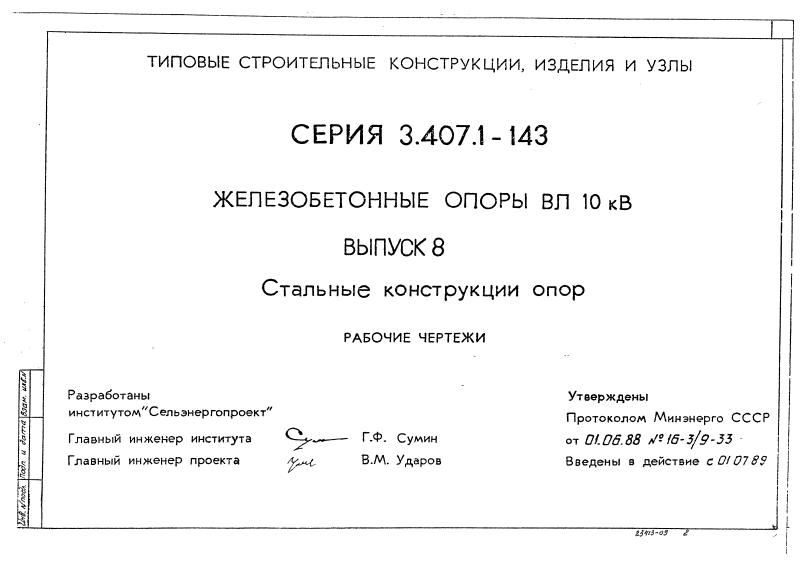 ТИПОВЫЕ СТРОИТЕЛЬНЫЕ КОНСТРУКЦИИ, ИЗДЕЛИЯ И УЗЛЫ
СЕРИЯ 3.407.1-143
ЖЕЛЕЗОБЕТОННЫЕ ОПОРЫ ВЛ 10 кВ
ВЫПУСК 8
Стальные конструкции опор
РАБОЧИЕ ЧЕРТЕЖИ
Разработаны
институтом "Сельэнергопроект"
Главный инженер института Г.Ф. Сумин
Главный инженер проекта В.М. Ударов
Утверждены
Протоколом Минэнерго СССР
от 01.06.88 № 16-3/9-33
Введены в действие с 01 07 89
Инв. № подл. Подп. и дата Взам. инв. №
23413-09 2